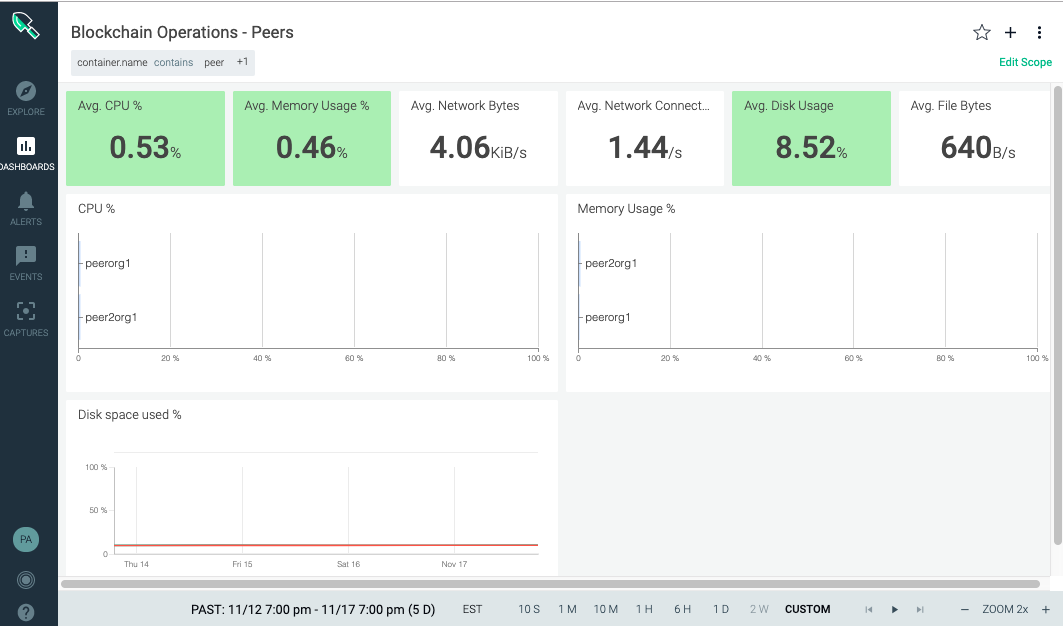 Blockchain Operations - Peers
container.name contains peer +1
Edit Scope
EXPLORE
DASHBOARDS
ALERTS
EVENTS
CAPTURES
PA
Avg. CPU %
0.53%
Avg. Memory Usage %
0.46%
Avg. Network Bytes
4.06KiB/s
Avg. Network Connect...
1.44/s
Avg. Disk Usage
8.52%
Avg. File Bytes
640B/s
CPU %
peerorg1
peer2org1
0 20 % 40 % 60 % 80 % 100 %
Memory Usage %
peer2org1
peerorg1
0 20 % 40 % 60 % 80 % 100 %
Disk space used %
100 %
50 %
0
Thu 14 Fri 15 Sat 16 Nov 17
PAST: 11/12 7:00 pm - 11/17 7:00 pm (5 D) EST 10 S 1 M 10 M 1 H 6 H 1 D 2 W CUSTOM − ZOOM 2x +